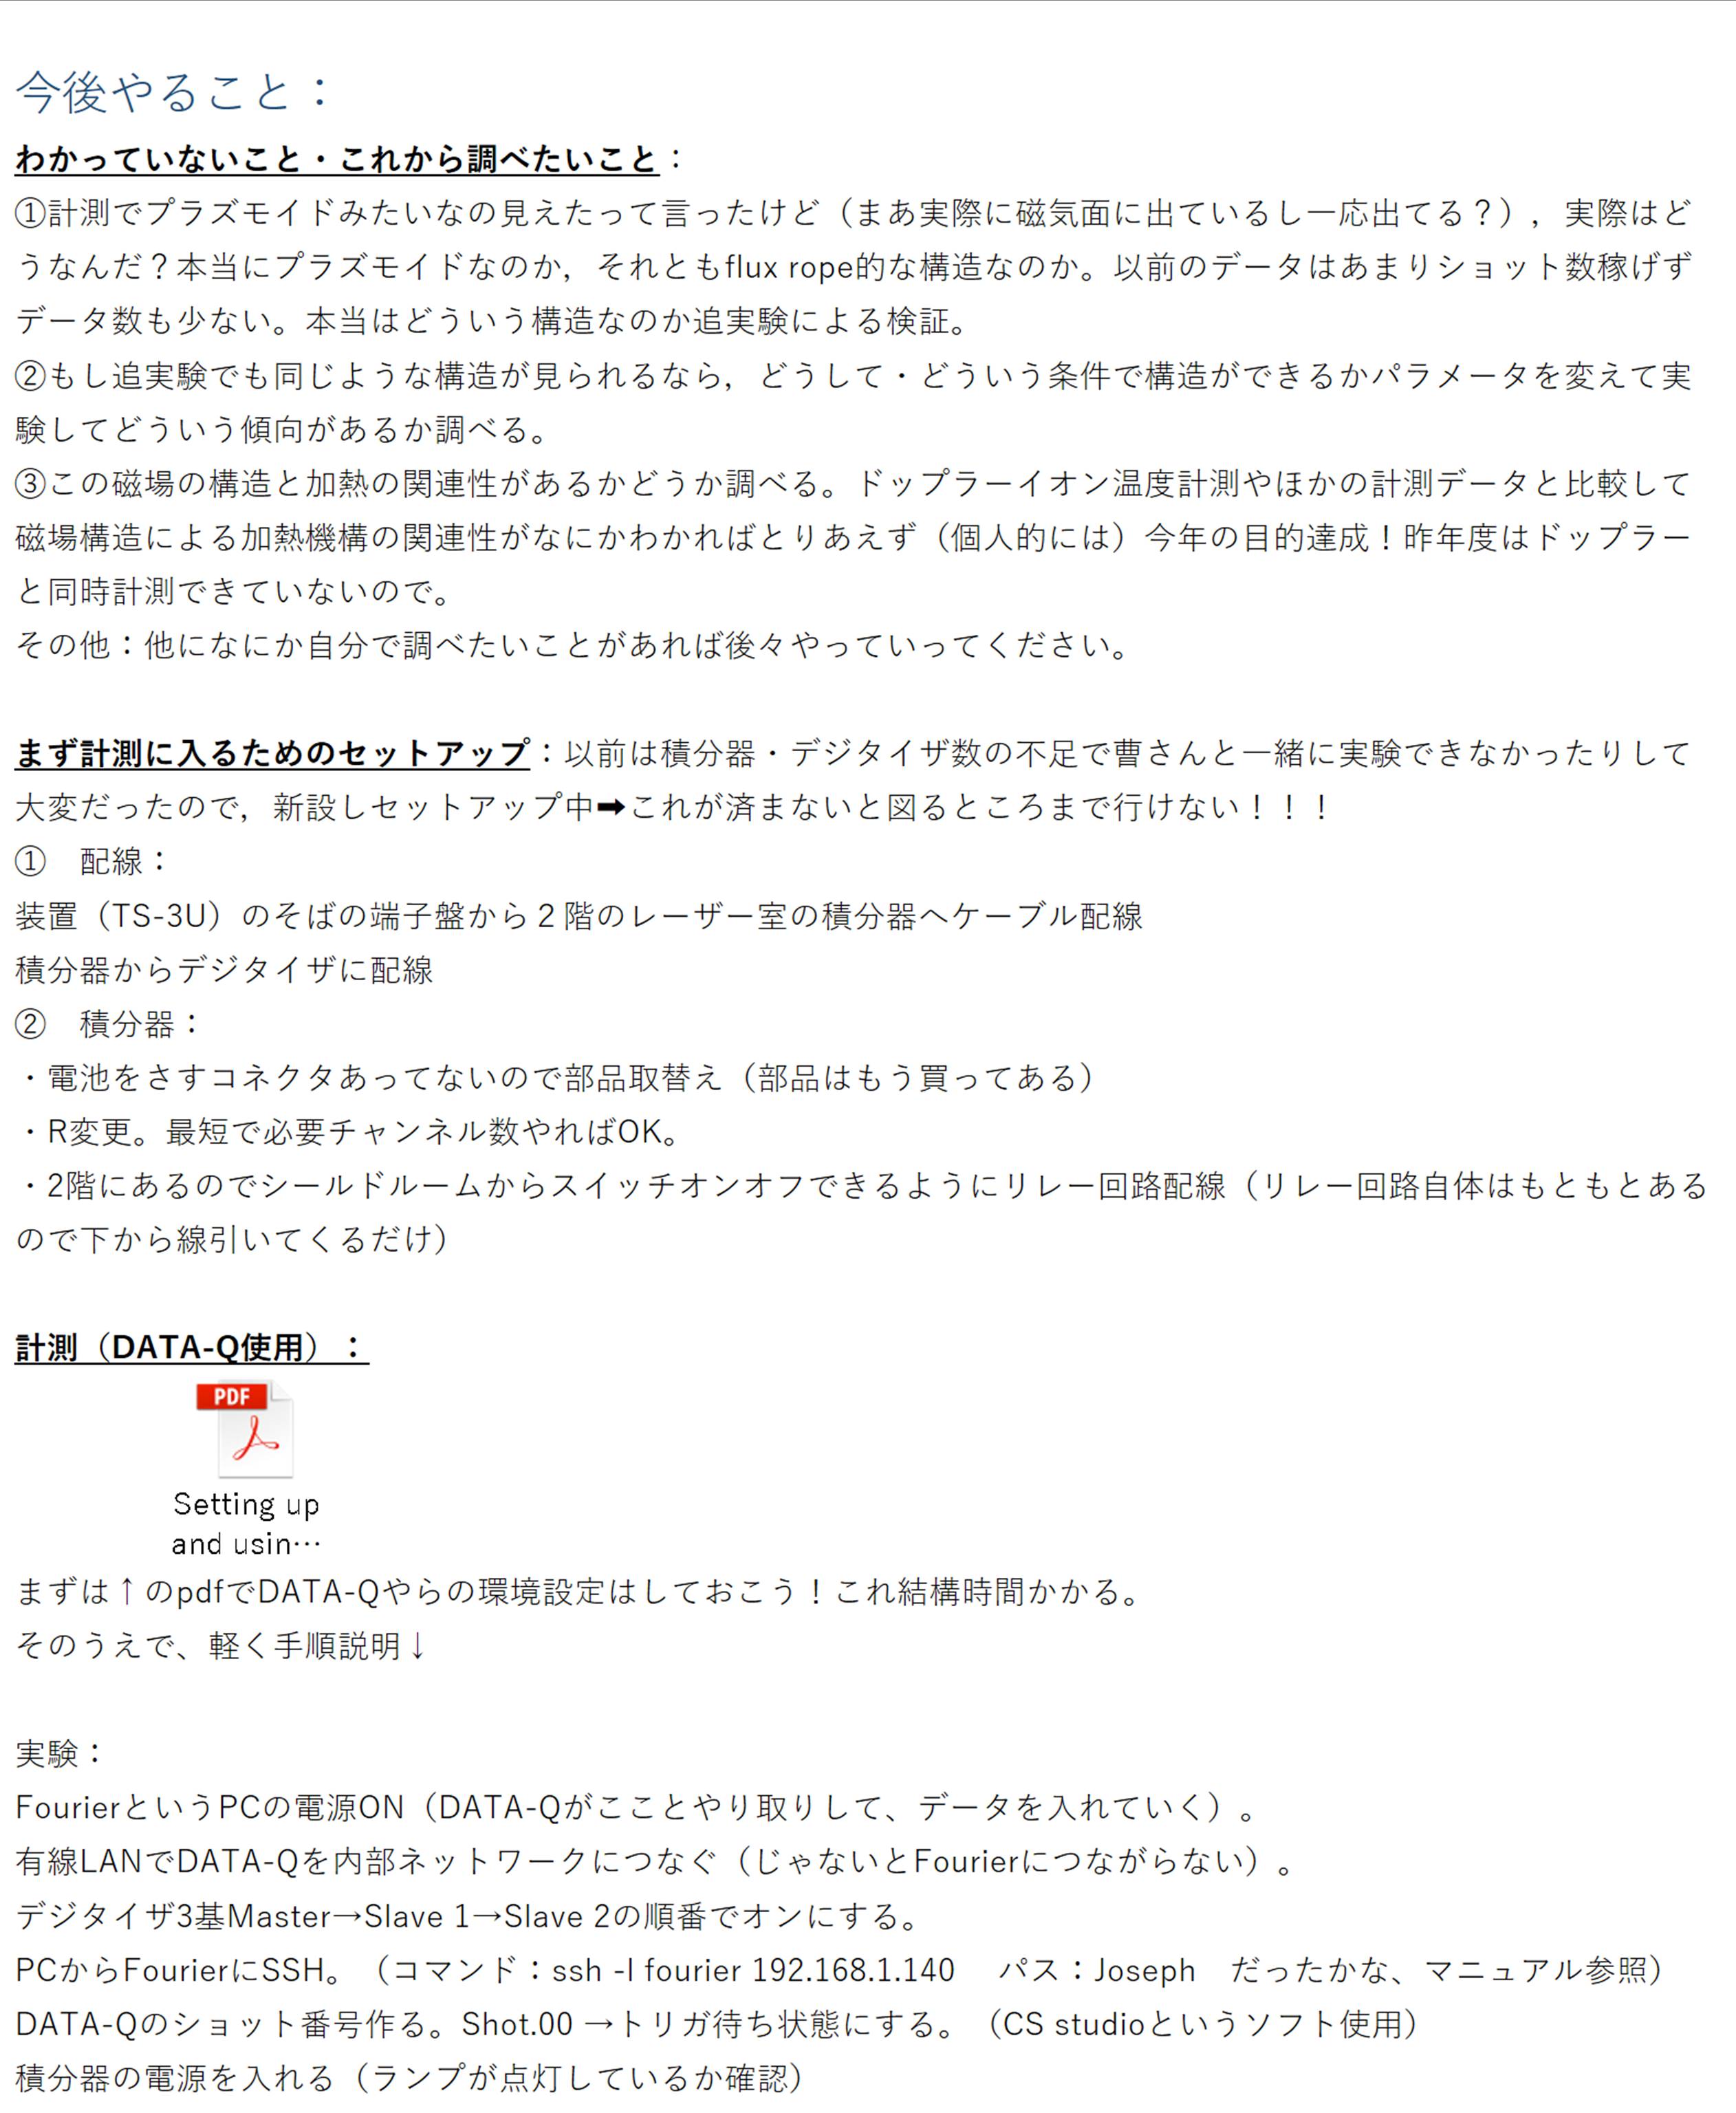 今後やること：
わかっていないこと・これから調べたいこと：
①計測でプラズモイドみたいなの見えたって言ったけど（まあ実際に磁気面に出ているし一応出てる？），実際はど
うなんだ？本当にプラズモイドなのか，それともflux rope的な構造なのか。以前のデータはあまりショット数稼げず
データ数も少ない。本当はどういう構造なのか追実験による検証。
②もし追実験でも同じような構造が見られるなら，どうして・どういう条件で構造ができるかパラメータを変えて実
験してどういう傾向があるか調べる。
③この磁場の構造と加熱の関連性があるかどうか調べる。ドップラーイオン温度計測やほかの計測データと比較して
磁場構造による加熱機構の関連性がなにかわかればとりあえず（個人的には）今年の目的達成！昨年度はドップラー
と同時計測できていないので。
その他：他になにか自分で調べたいことがあれば後々やっていってください。
まず計測に入るためのセットアップ：以前は積分器・デジタイザ数の不足で曹さんと一緒に実験できなかったりして
大変だったので，新設しセットアップ中➡これが済まないと図るところまで行けない！！！
①　配線：
装置（TS-3U）のそばの端子盤から２階のレーザー室の積分器へケーブル配線
積分器からデジタイザに配線
②　積分器：
・電池をさすコネクタあってないので部品取替え（部品はもう買ってある）
・R変更。最短で必要チャンネル数やればOK。
・2階にあるのでシールドルームからスイッチオンオフできるようにリレー回路配線（リレー回路自体はもともとある
ので下から線引いてくるだけ）
計測（DATA-Q使用）：
PDF
Setting up
and usin…
まずは↑のpdfでDATA-Qやらの環境設定はしておこう！これ結構時間かかる。
そのうえで、軽く手順説明↓
実験：
FourierというPCの電源ON（DATA-Qがこことやり取りして、データを入れていく）。
有線LANでDATA-Qを内部ネットワークにつなぐ（じゃないとFourierにつながらない）。
デジタイザ3基Master→Slave 1→Slave 2の順番でオンにする。
PCからFourierにSSH。（コマンド：ssh -l fourier 192.168.1.140　パス：Joseph　だったかな、マニュアル参照）
DATA-Qのショット番号作る。Shot.00 →トリガ待ち状態にする。（CS studioというソフト使用）
積分器の電源を入れる（ランプが点灯しているか確認）